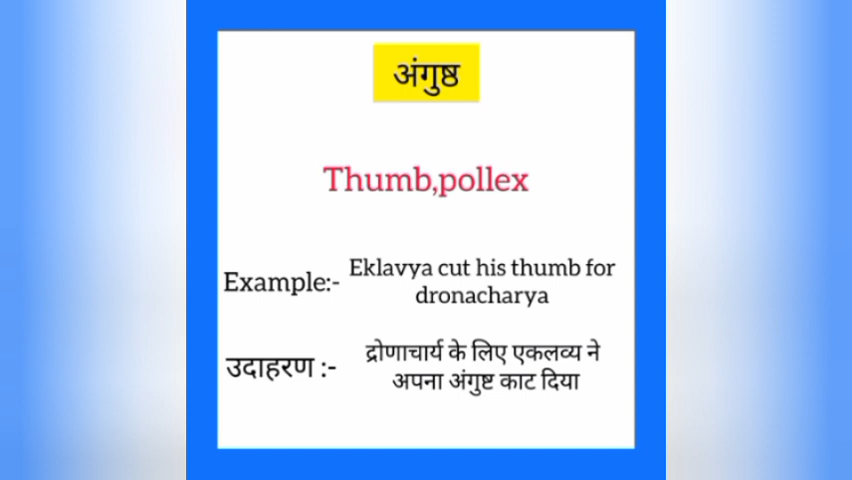 अंगुष्ठ
Thumb,pollex
Example:-
Eklavya cut his thumb for
dronacharya
उदाहरण :-
द्रोणाचार्य के लिए एकलव्य ने
अपना अंगुष्ट काट दिया